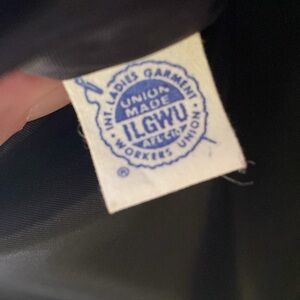 INT. LADIES GARMENT
WORKERS UNION
UNION
MADE
ILGWU
AFL-CIO
®